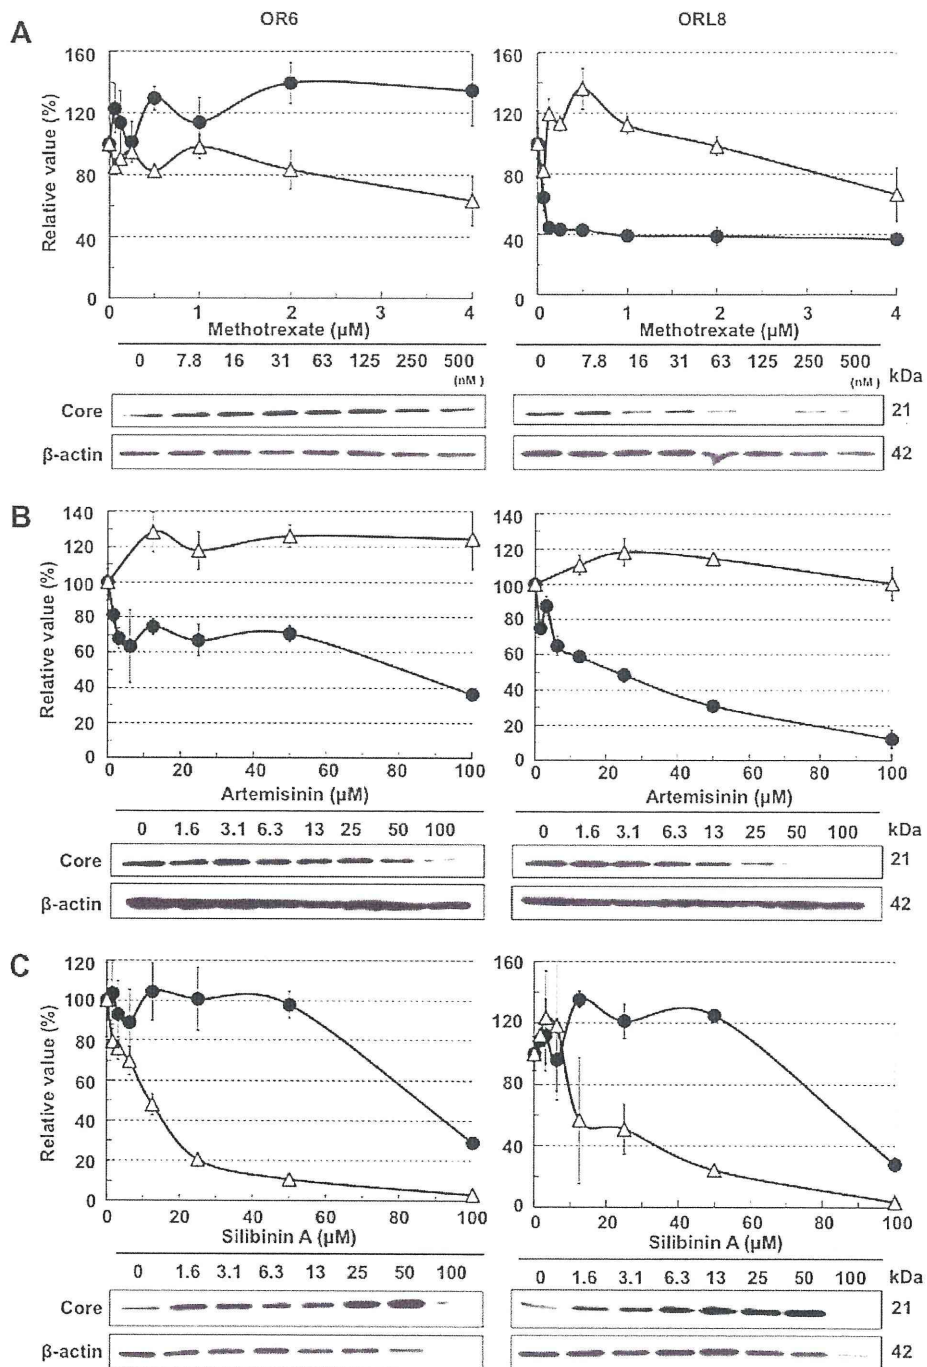 OR6 ORL8
A
160 160
120 120
80 80
40 40
0 0
Relative value (%)
0 1 2 3 4 0 1 2 3 4
Methotrexate (µM) Methotrexate (µM)
0 7.8 16 31 63 125 250 500 0 7.8 16 31 63 125 250 500
(nM) (nM) kDa
Core 21
β-actin 42
B
140 140
120 120
100 100
80 80
60 60
40 40
20 20
0 0
Relative value (%)
0 20 40 60 80 100 0 20 40 60 80 100
Artemisinin (µM) Artemisinin (µM)
0 1.6 3.1 6.3 13 25 50 100 0 1.6 3.1 6.3 13 25 50 100 kDa
Core 21
β-actin 42
C
120 160
100 120
80 80
60 40
40 0
20
0
Relative value (%)
0 20 40 60 80 100 0 20 40 60 80 100
Silibinin A (µM) Silibinin A (µM)
0 1.6 3.1 6.3 13 25 50 100 0 1.6 3.1 6.3 13 25 50 100 kDa
Core 21
β-actin 42